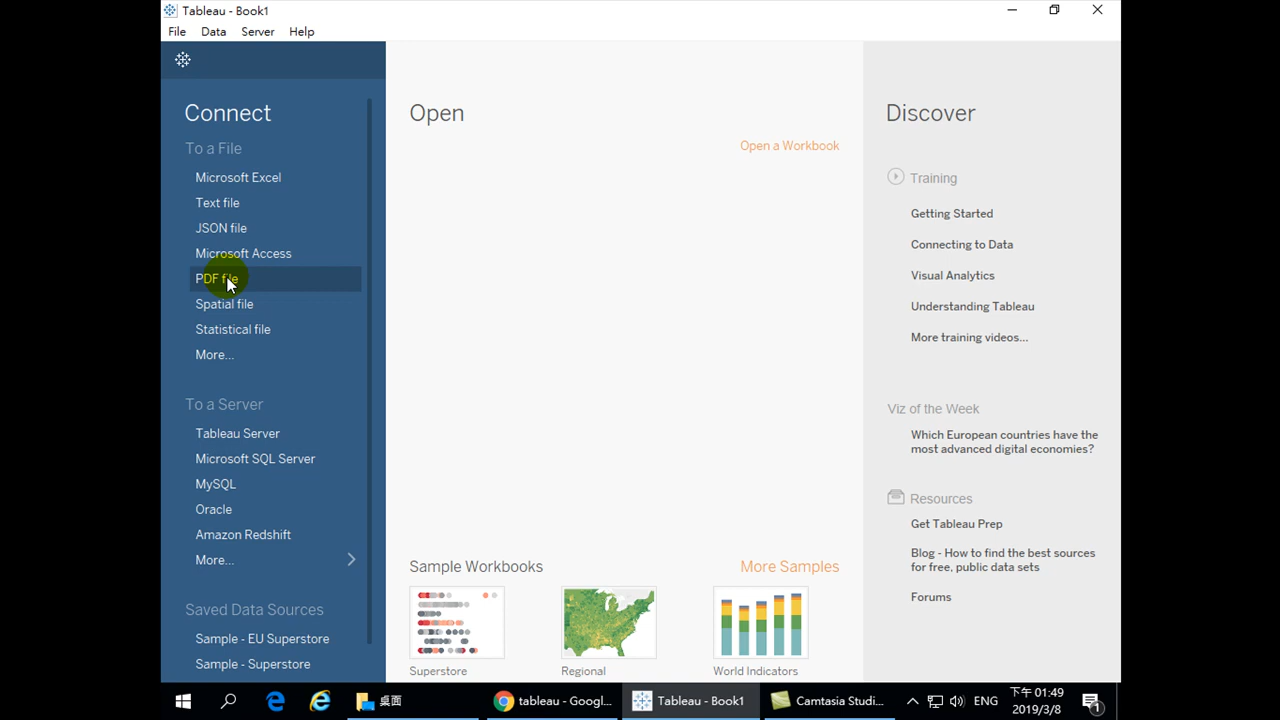 Tableau - Book1
File Data Server Help
Connect
To a File
Microsoft Excel
Text file
JSON file
Microsoft Access
PDF file
Spatial file
Statistical file
More...
To a Server
Tableau Server
Microsoft SQL Server
MySQL
Oracle
Amazon Redshift
More...
Saved Data Sources
Sample - EU Superstore
Sample - Superstore
Open
Open a Workbook
Sample Workbooks
More Samples
Superstore
Regional
World Indicators
Discover
Training
Getting Started
Connecting to Data
Visual Analytics
Understanding Tableau
More training videos...
Viz of the Week
Which European countries have the
most advanced digital economies?
Resources
Get Tableau Prep
Blog - How to find the best sources
for free, public data sets
Forums
桌面
tableau - Googl...
Tableau - Book1
Camtasia Studi...
ENG
下午 01:49
2019/3/8
1